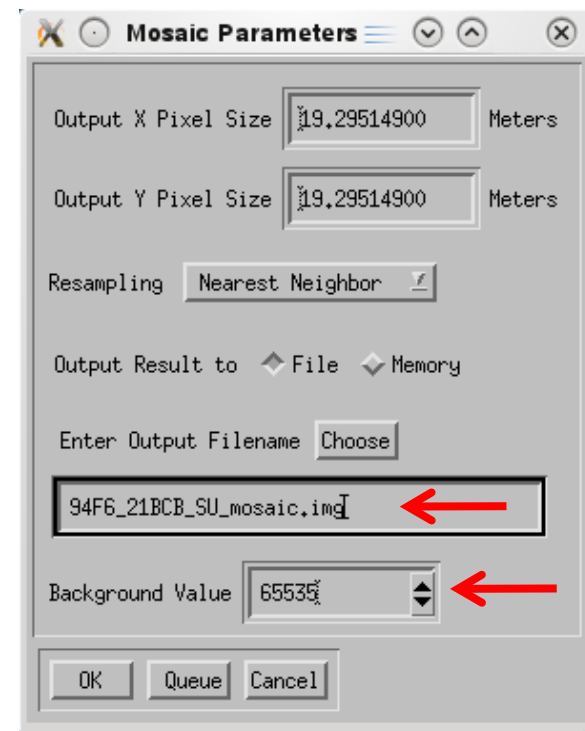 Mosaic Parameters
Output X Pixel Size 19.29514900 Meters
Output Y Pixel Size 19.29514900 Meters
Resampling Nearest Neighbor
Output Result to File Memory
Enter Output Filename Choose
94F6_21BCB_SU_mosaic.img
Background Value 65535
OK Queue Cancel